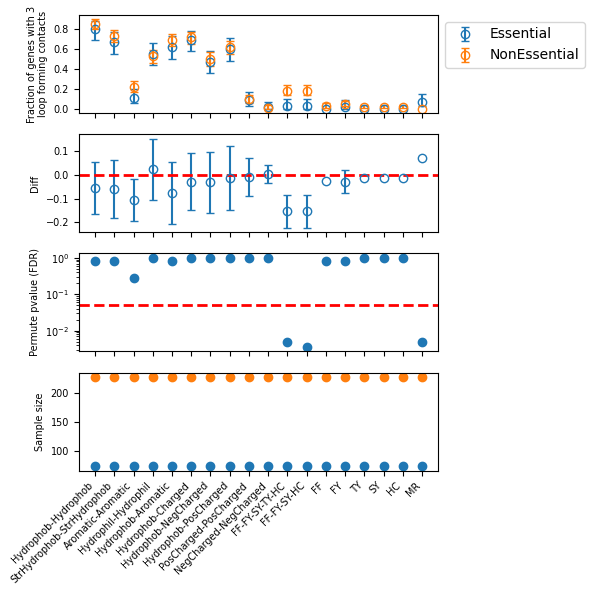 Fraction of genes with 3
loop forming contacts
0.8
0.6
0.4
0.2
0.0
Essential
NonEssential
Diff
0.1
0.0
−0.1
−0.2
Permute pvalue (FDR)
10⁰
10⁻¹
10⁻²
Sample size
200
150
100
Hydrophob-Hydrophob
StrHydrophob-StrHydrophob
Aromatic-Aromatic
Hydrophil-Hydrophil
Hydrophob-Aromatic
Hydrophob-Charged
Hydrophob-NegCharged
Hydrophob-PosCharged
PosCharged-PosCharged
NegCharged-NegCharged
FF-FY-SY-TY-HC
FF-FY-SY-HC
FF
FY
TY
SY
HC
MR